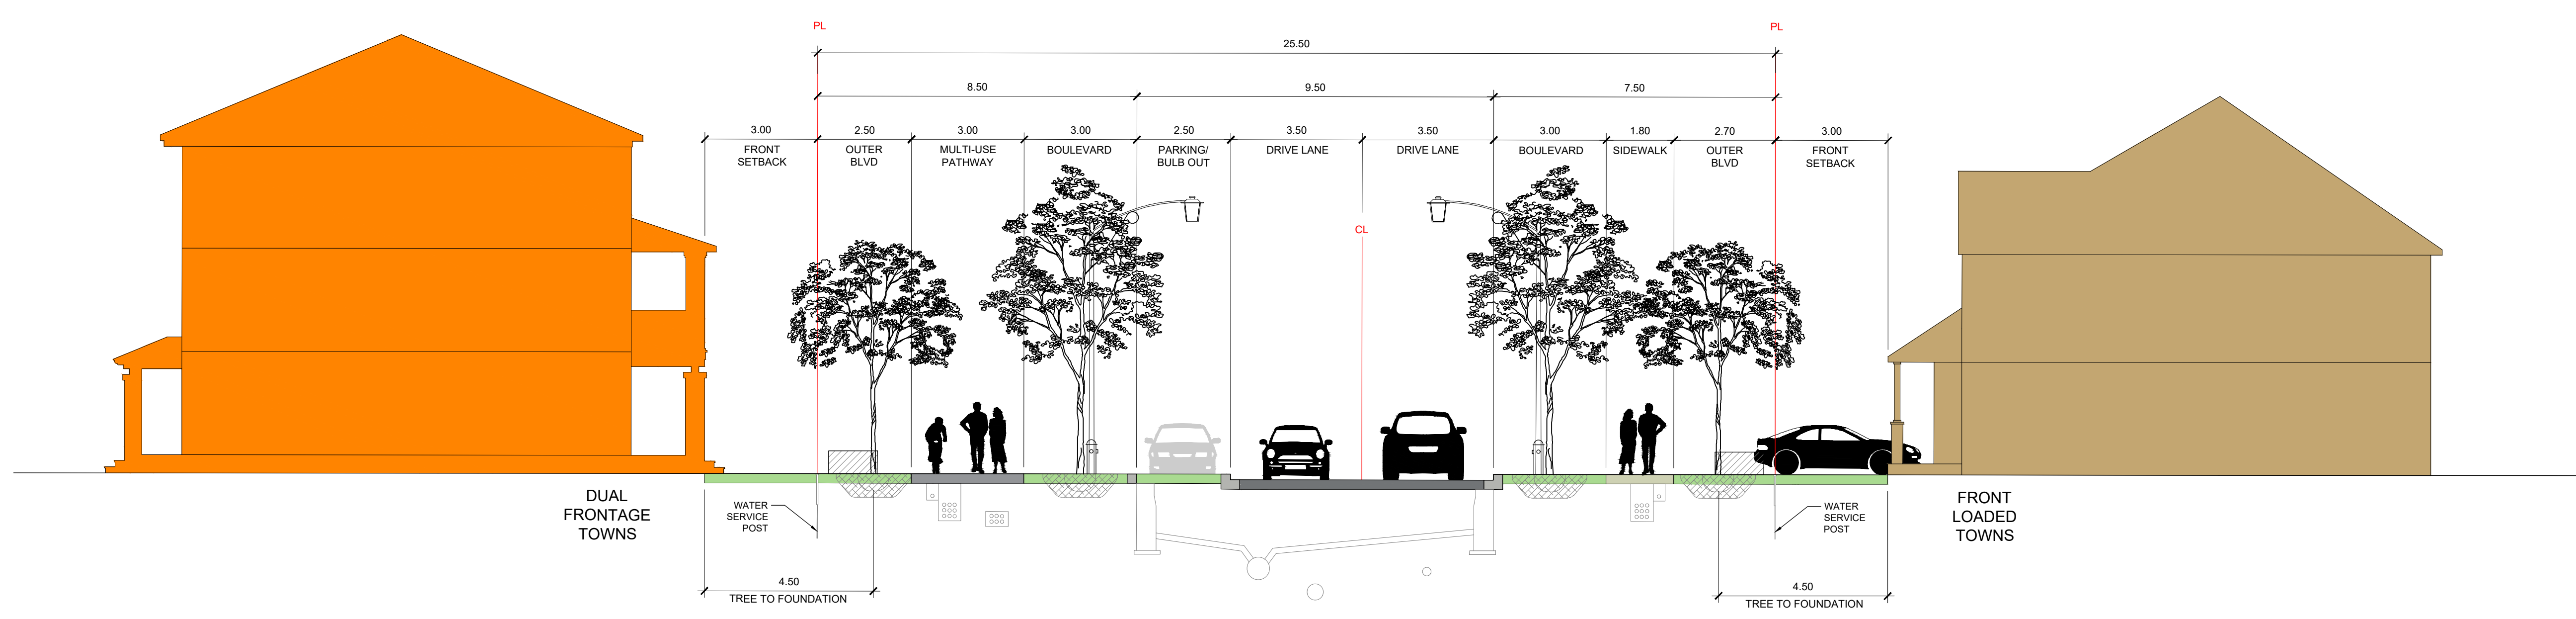 PL
PL
25.50
8.50
9.50
7.50
3.00
2.50
3.00
3.00
2.50
3.50
3.50
3.00
1.80
2.70
3.00
FRONT
SETBACK
OUTER
BLVD
MULTI-USE
PATHWAY
BOULEVARD
PARKING/
BULB OUT
DRIVE LANE
DRIVE LANE
BOULEVARD
SIDEWALK
OUTER
BLVD
FRONT
SETBACK
CL
DUAL
FRONTAGE
TOWNS
WATER
SERVICE
POST
WATER
SERVICE
POST
FRONT
LOADED
TOWNS
4.50
TREE TO FOUNDATION
4.50
TREE TO FOUNDATION